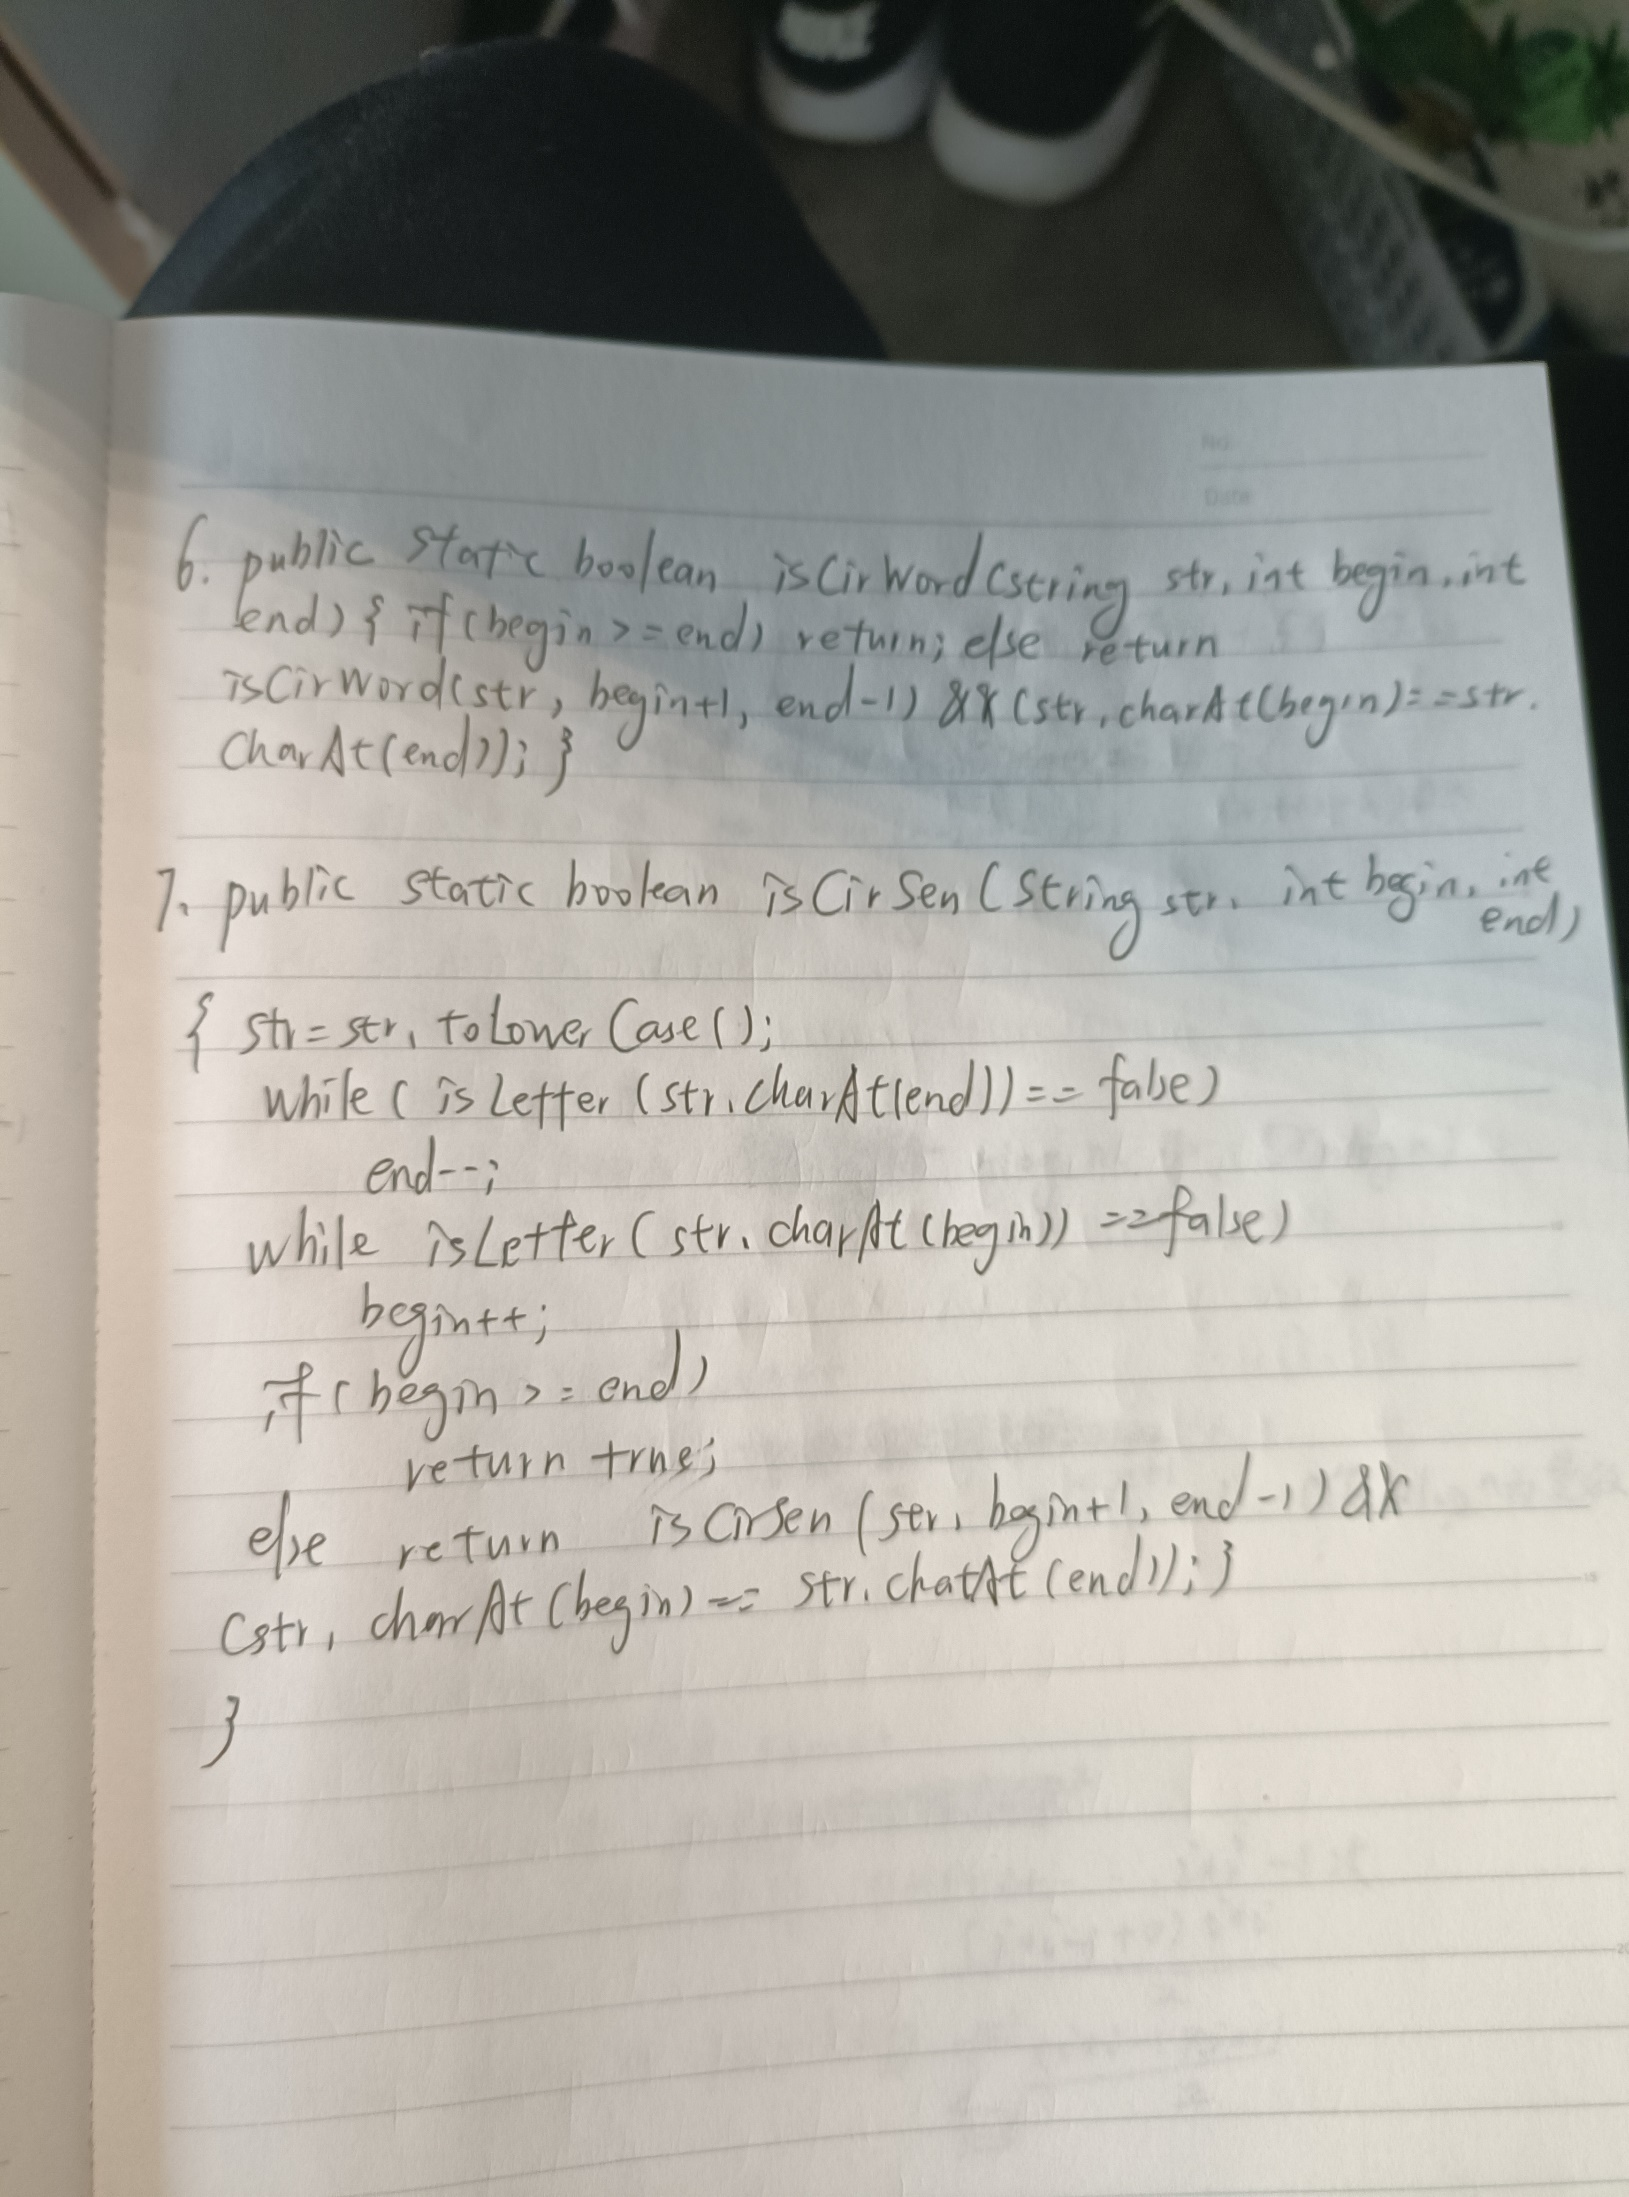 No.
Date
6. public static boolean isCirWord(string str, int begin, int
end) { if (begin >= end) return; else return
isCirWord(str, begin+1, end-1) && (str.charAt(begin)==str.
CharAt(end)); }
7. public static boolean isCirSen (String str, int begin, int
end)
{ str = str.toLowerCase();
while ( isLetter (str.charAt(end)) == false)
end--;
while isLetter ( str.charAt (begin)) == false)
begin++;
if ( begin >= end)
return true;
else return isCirSen (str, begin+1, end-1) &&
(str.charAt (begin) == str.chatAt (end)); }
}